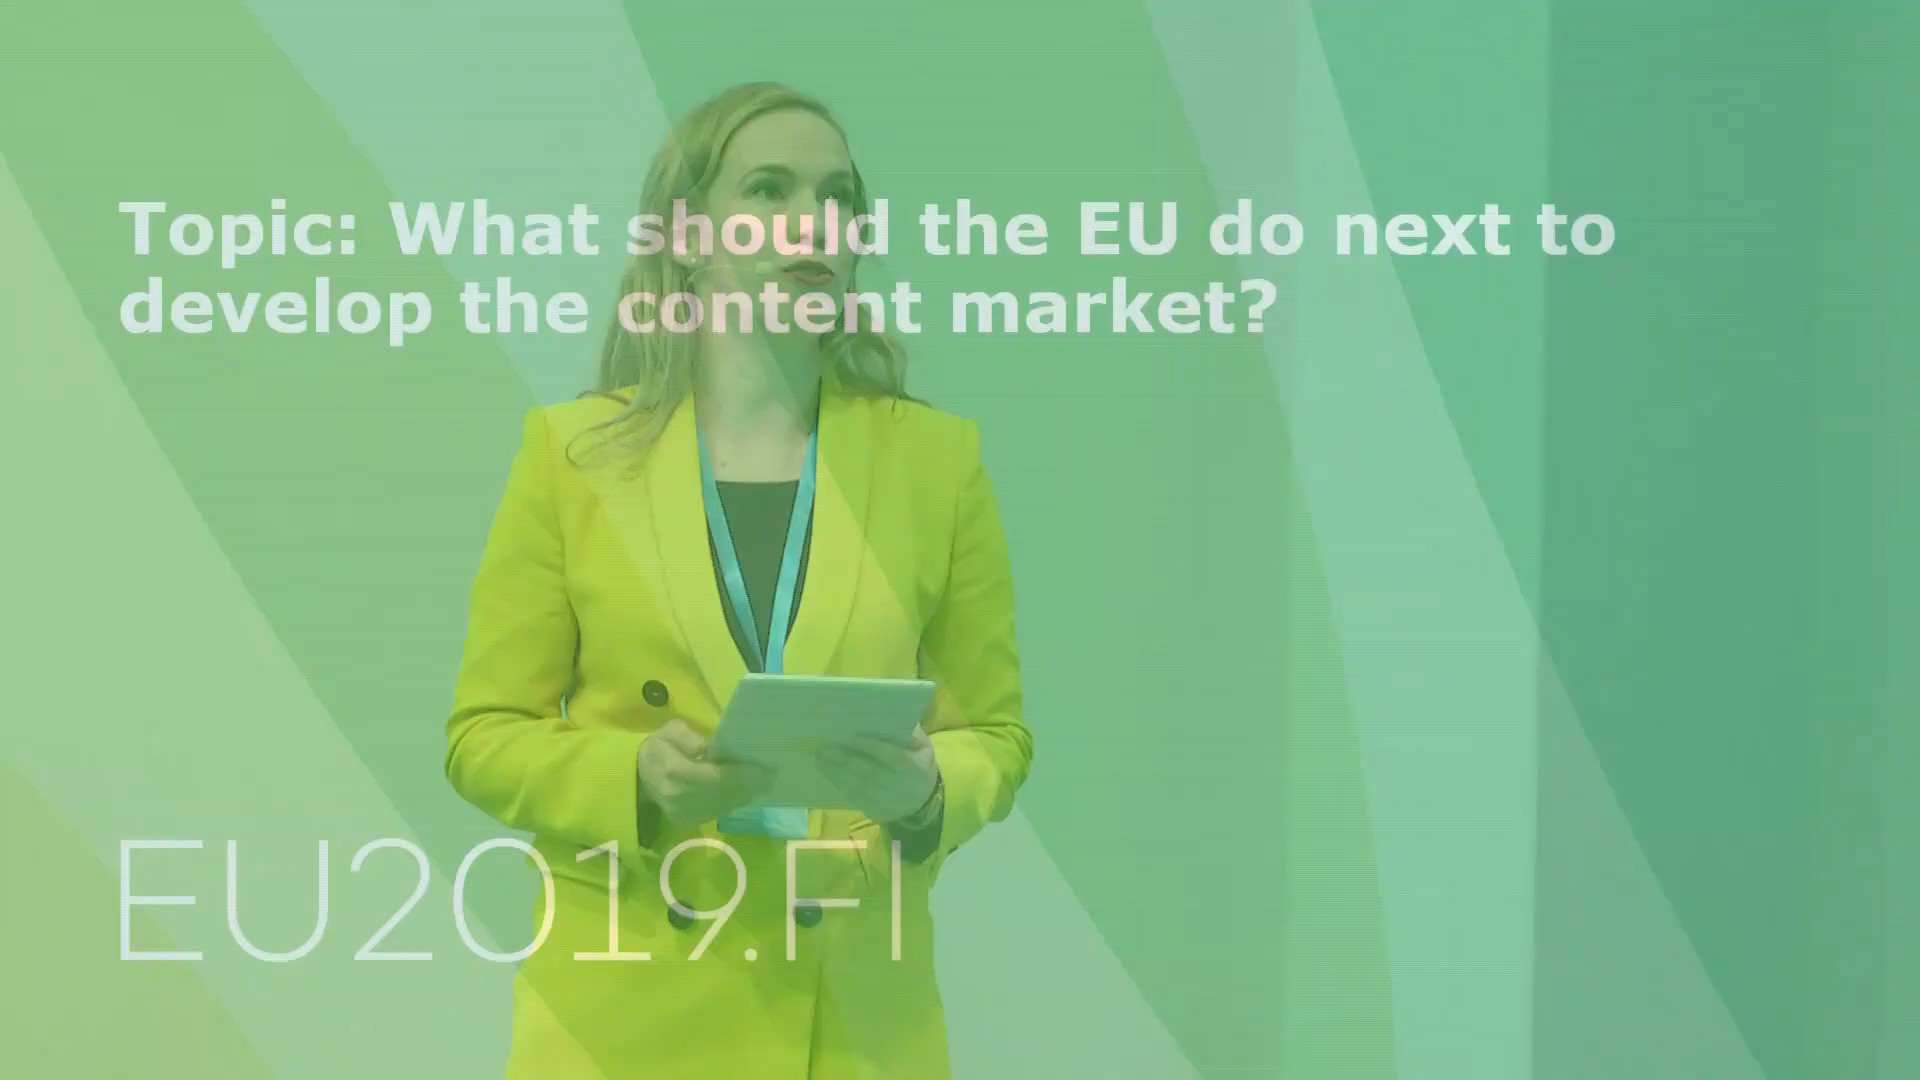 Topic: What should the EU do next to
develop the content market?
EU2019.FI